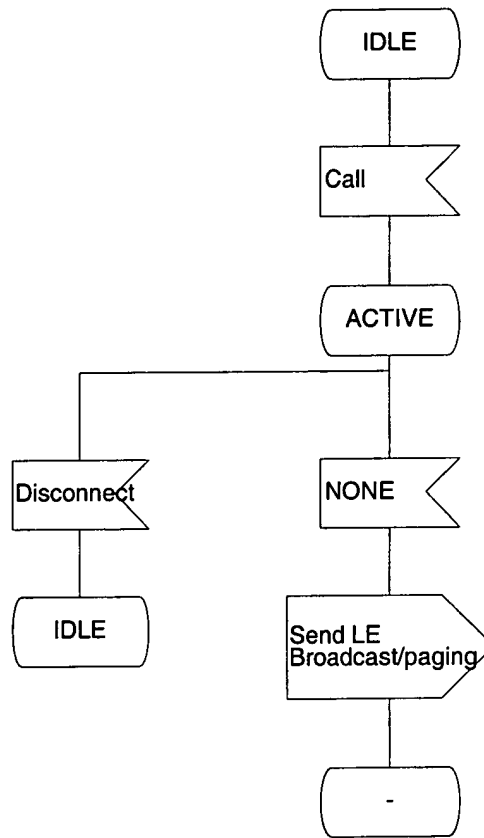 IDLE
Call
ACTIVE
Disconnect
NONE
IDLE
Send LE
Broadcast/paging
-